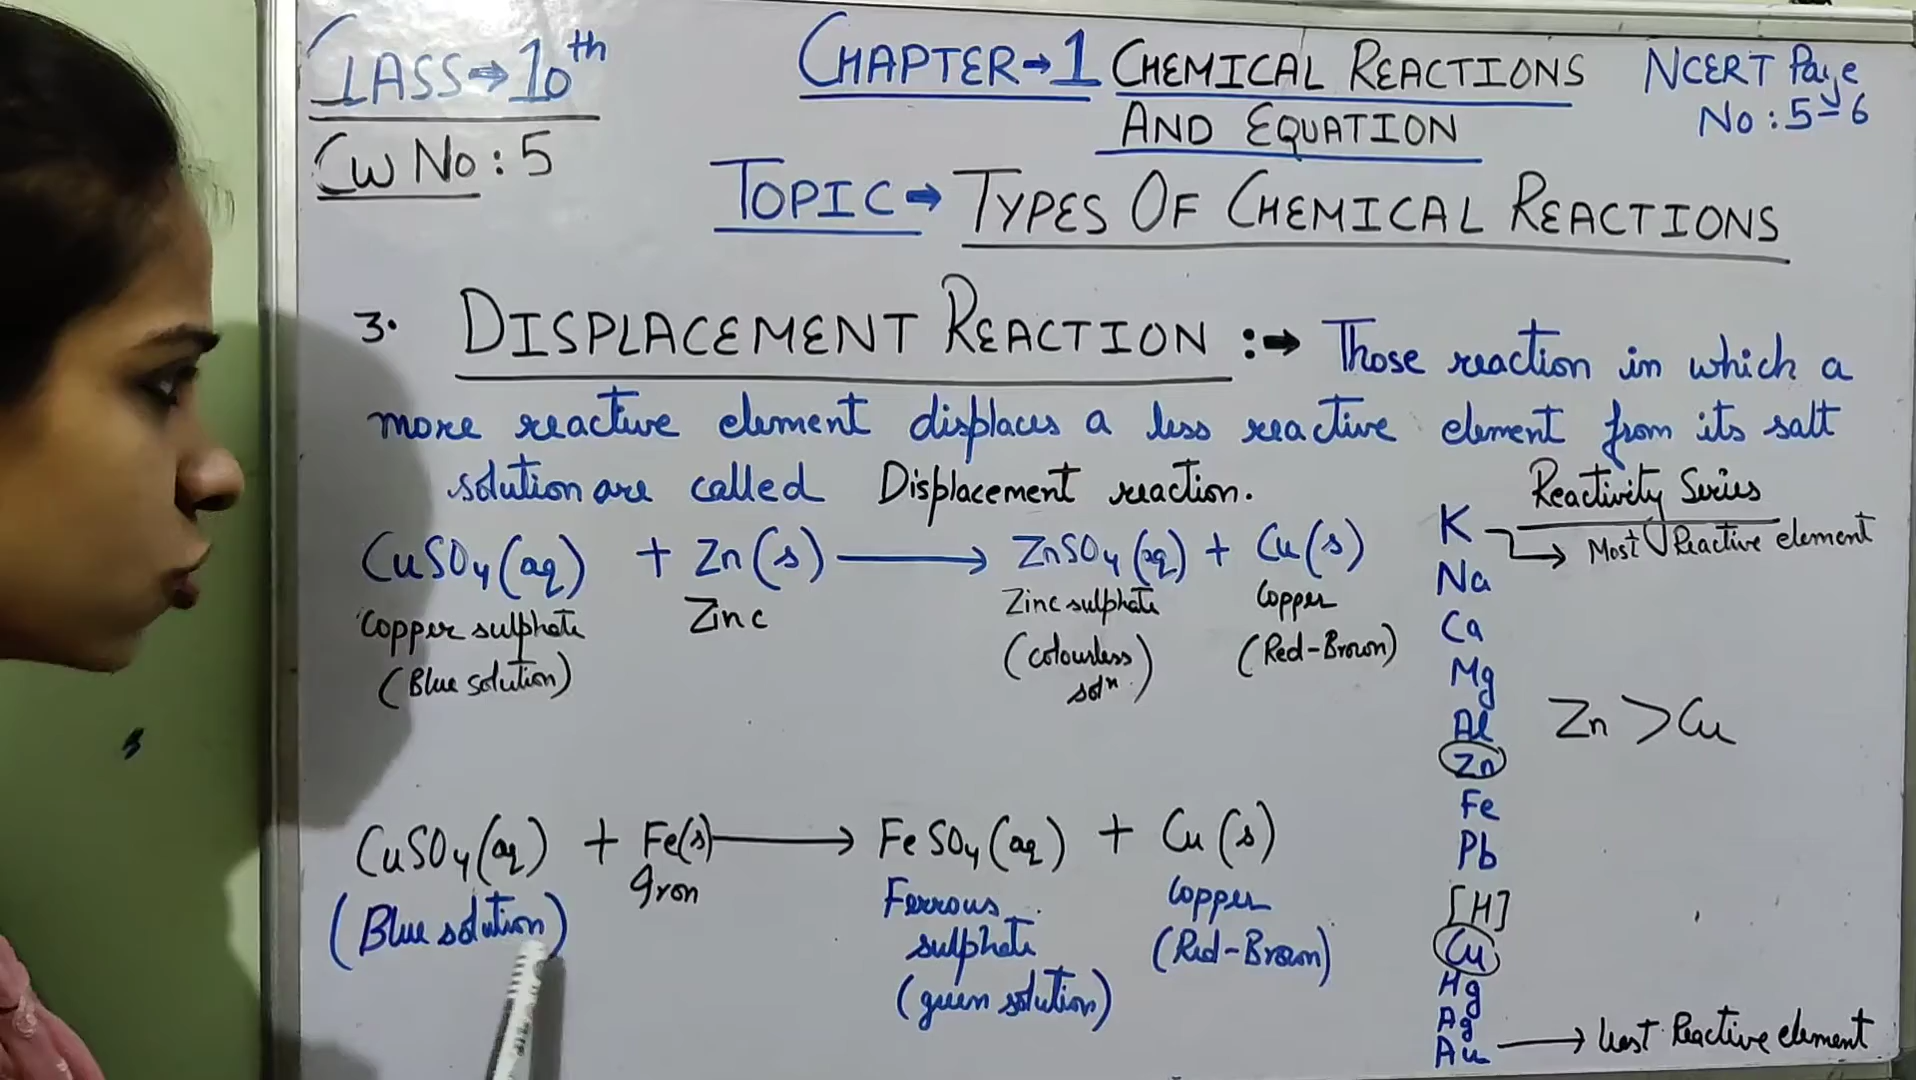 CLASS → 10th
CW NO : 5
CHAPTER → 1 CHEMICAL REACTIONS
AND EQUATION
NCERT Page
No : 5-6
TOPIC → TYPES OF CHEMICAL REACTIONS
3. DISPLACEMENT REACTION :→ Those reaction in which a
more reactive element displaces a less reactive element from its salt
solution are called Displacement reaction.
CuSO₄(aq) + Zn(s) ⟶ ZnSO₄(aq) + Cu(s)
Copper sulphate
(Blue solution)
Zinc
Zinc sulphate
(colourless
solⁿ.)
Copper
(Red-Brown)
CuSO₄(aq) + Fe(s) ⟶ FeSO₄(aq) + Cu(s)
(Blue solution)
Iron
Ferrous
sulphate
(green solution)
Copper
(Red-Brown)
Reactivity Series
K → Most Reactive element
Na
Ca
Mg
Al
Zn
Fe
Pb
[H]
Cu
Hg
Ag
Au → least Reactive element
Zn > Cu